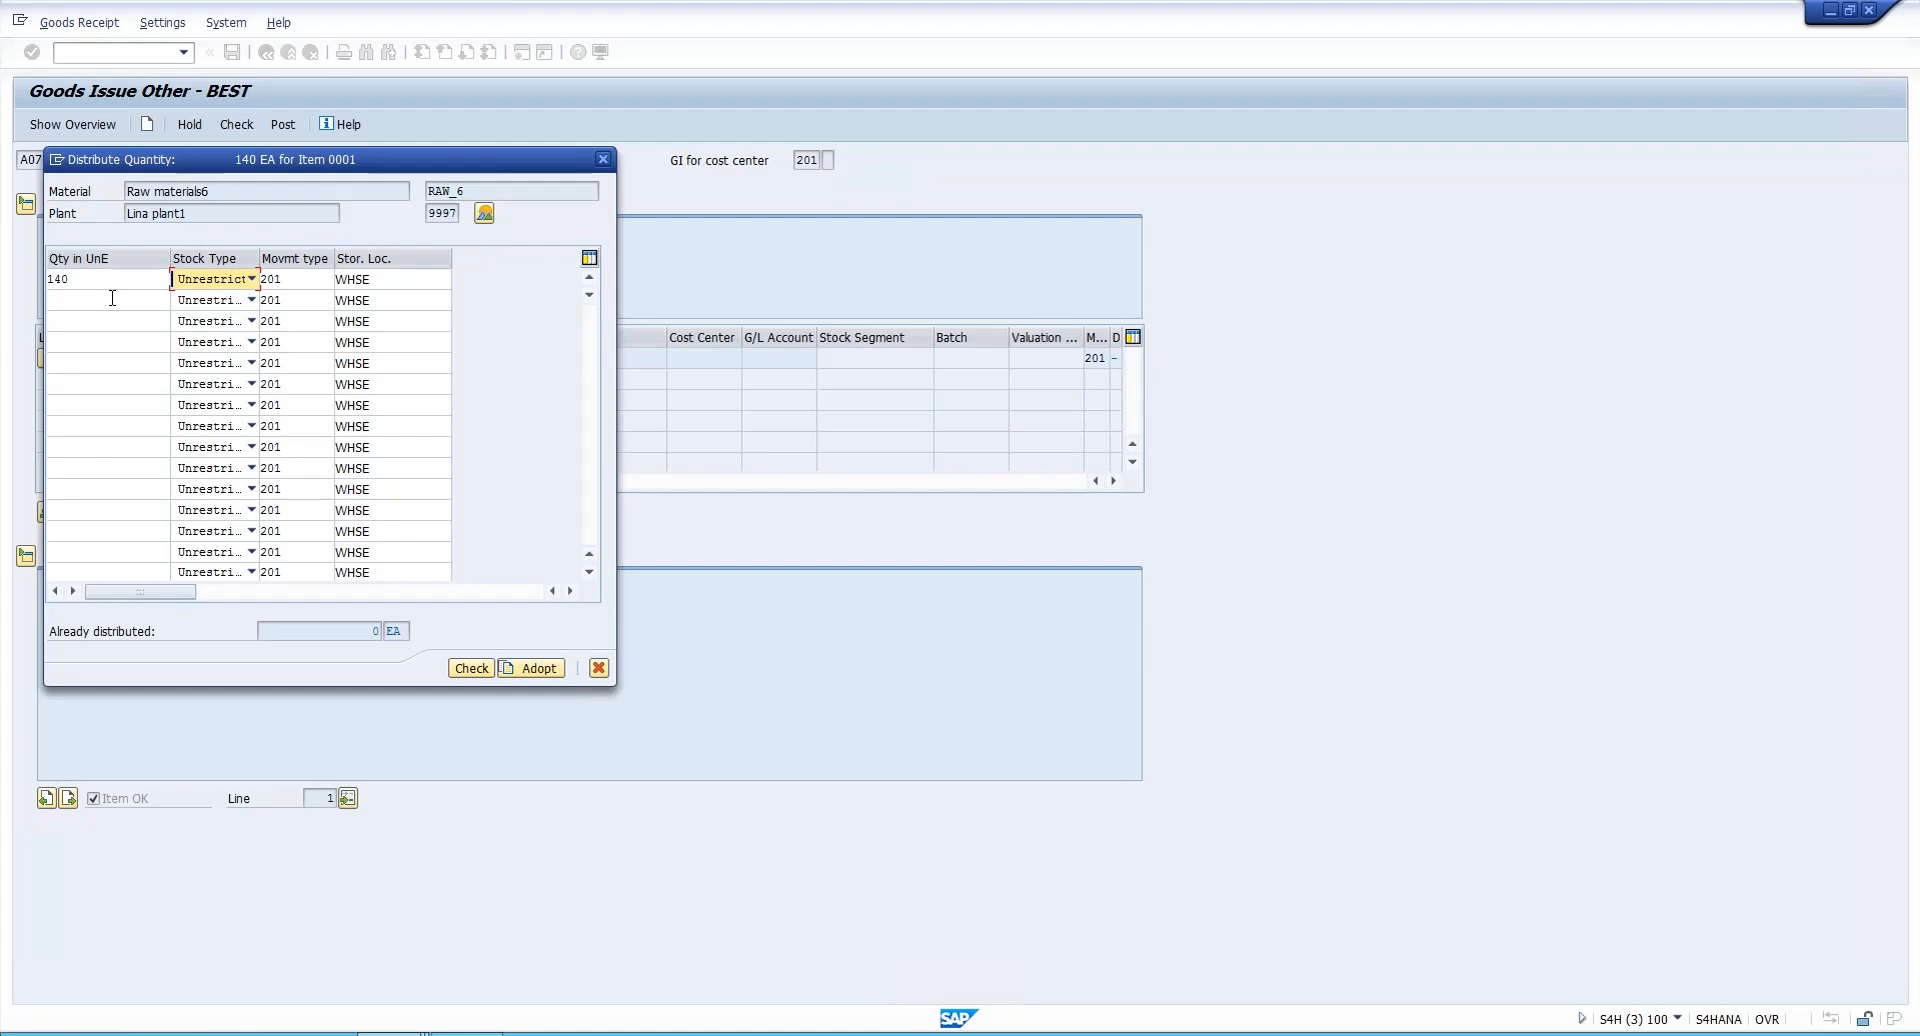 Goods Receipt Settings System Help
Goods Issue Other - BEST
Show Overview Hold Check Post Help
A07 GI for cost center 201
Distribute Quantity: 140 EA for Item 0001
Material Raw materials6 RAW_6
Plant Lina plant1 9997
Qty in UnE Stock Type Movmt type Stor. Loc.
140 Unrestrict 201 WHSE
Unrestri... 201 WHSE
Unrestri... 201 WHSE
Unrestri... 201 WHSE
Unrestri... 201 WHSE
Unrestri... 201 WHSE
Unrestri... 201 WHSE
Unrestri... 201 WHSE
Unrestri... 201 WHSE
Unrestri... 201 WHSE
Unrestri... 201 WHSE
Unrestri... 201 WHSE
Unrestri... 201 WHSE
Unrestri... 201 WHSE
Unrestri... 201 WHSE
Already distributed: 0 EA
Check Adopt
Cost Center G/L Account Stock Segment Batch Valuation ... M... D
201 -
Item OK Line 1
SAP S4H (3) 100 S4HANA OVR